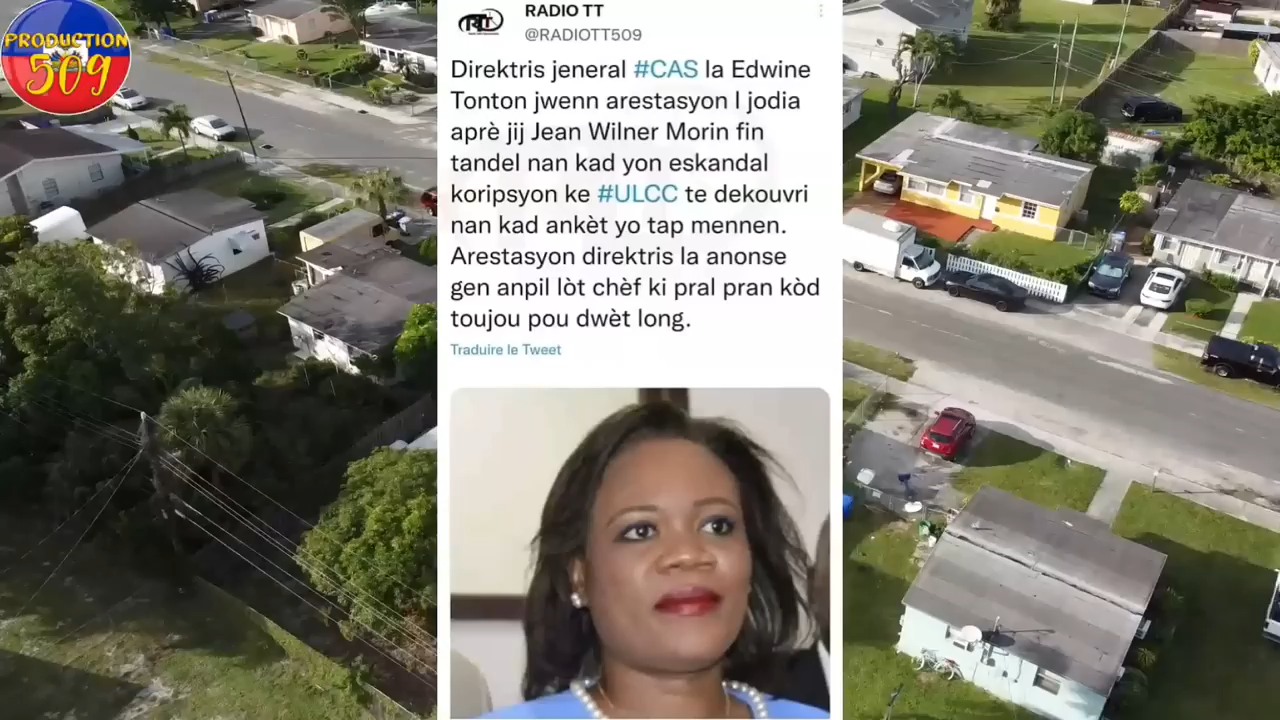 PRODUCTION
509
RADIO TT
@RADIOTT509
Direktris jeneral #CAS la Edwine
Tonton jwenn arestasyon l jodia
aprè jij Jean Wilner Morin fin
tandel nan kad yon eskandal
koripsyon ke #ULCC te dekouvri
nan kad ankèt yo tap mennen.
Arestasyon direktris la anonse
gen anpil lòt chèf ki pral pran kòd
toujou pou dwèt long.
Traduire le Tweet